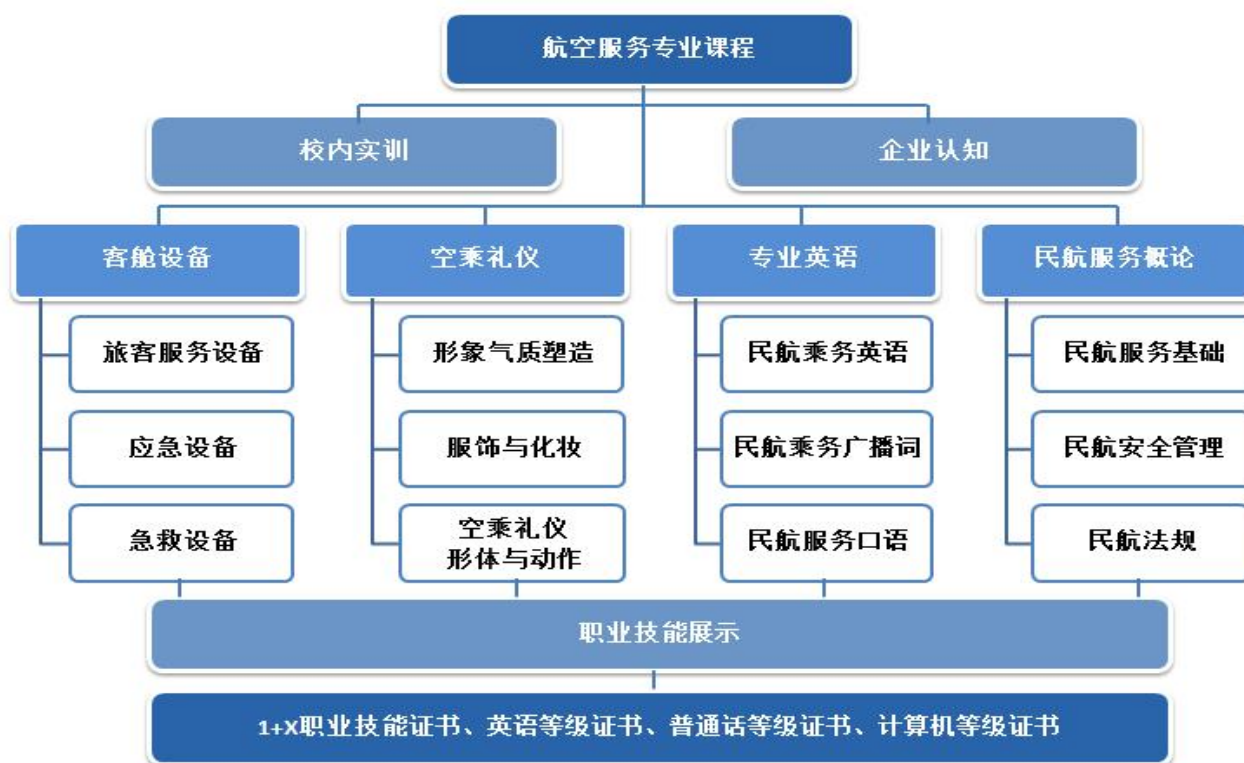 航空服务专业课程
校内实训
企业认知
客舱设备
空乘礼仪
专业英语
民航服务概论
旅客服务设备
形象气质塑造
民航乘务英语
民航服务基础
应急设备
服饰与化妆
民航乘务广播词
民航安全管理
急救设备
空乘礼仪
形体与动作
民航服务口语
民航法规
职业技能展示
1+X职业技能证书、英语等级证书、普通话等级证书、计算机等级证书